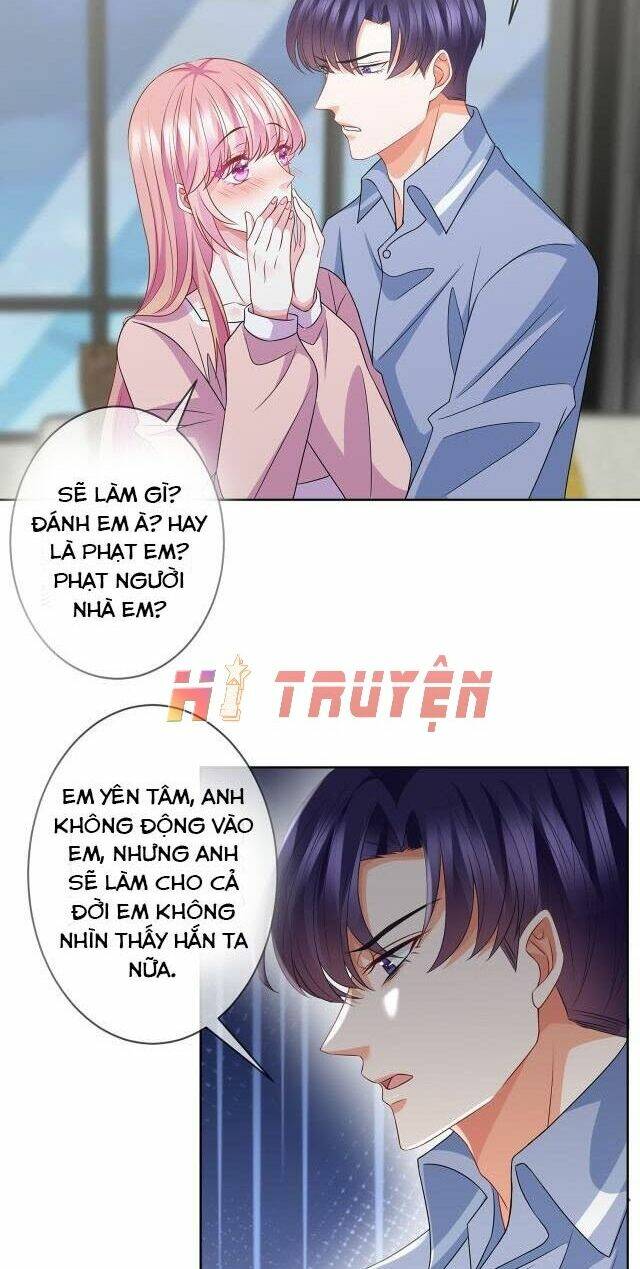 SẼ LÀM GÌ?
ĐÁNH EM À? HAY
LÀ PHẠT EM?
PHẠT NGƯỜI
NHÀ EM?
HI TRUYỆN
EM YÊN TÂM, ANH
KHÔNG ĐỘNG VÀO
EM, NHƯNG ANH
SẼ LÀM CHO CẢ
ĐỜI EM KHÔNG
NHÌN THẤY HẮN TA
NỮA.